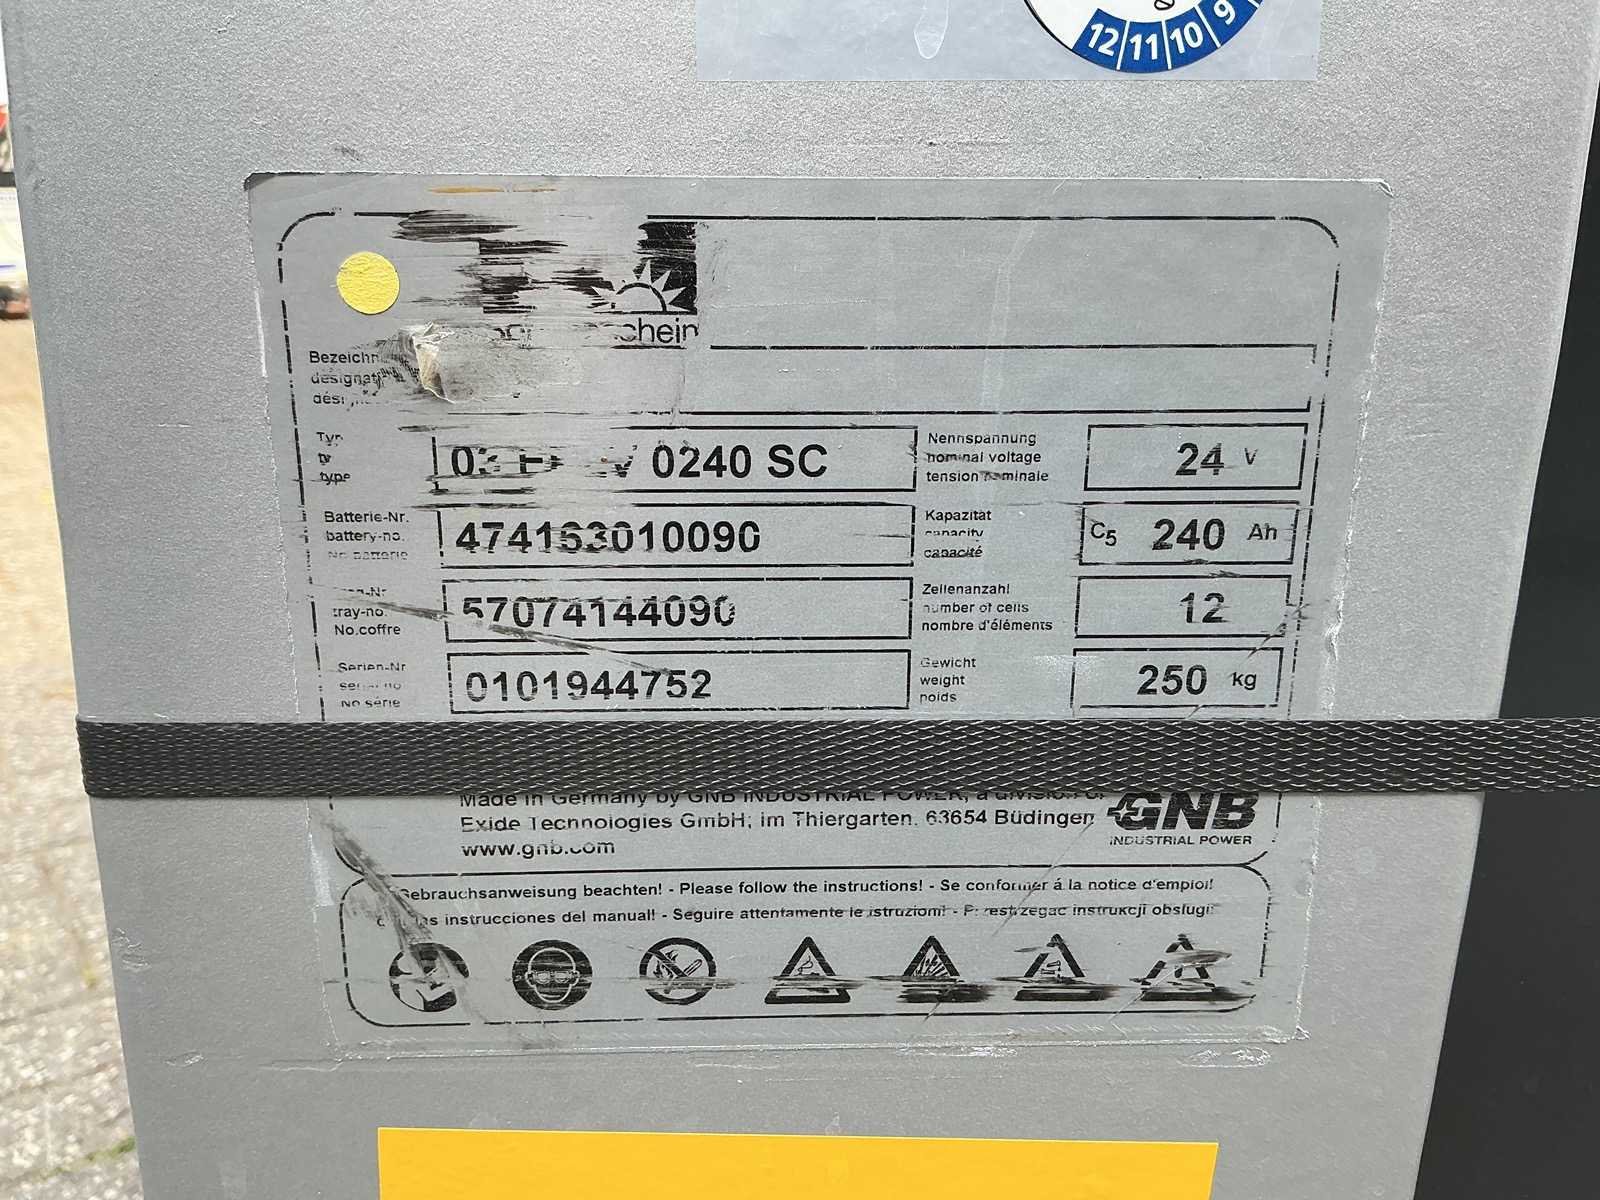 12 11 10 9
Typ
type
0240 SC
Nennspannung
nominal voltage
tension nominale
24 V
Batterie-Nr.
battery-no.
No batterie
474163010090
Kapazität
capacity
capacité
C5 240 Ah
tray-no.
No.coffre
57074144090
Zellenanzahl
number of cells
nombre d'éléments
12
Serien-Nr
serial no
No série
0101944752
Gewicht
weight
poids
250 kg
Made in Germany by GNB INDUSTRIAL POWER, a division of
Exide Technologies GmbH; im Thiergarten. 63654 Büdingen
www.gnb.com
GNB
INDUSTRIAL POWER
Gebrauchsanweisung beachten! - Please follow the instructions! - Se conformer á la notice d'emploi!
las instrucciones del manual! - Seguire attentamente le istruzioni! - Przestrzegac instrukcji obslugi!